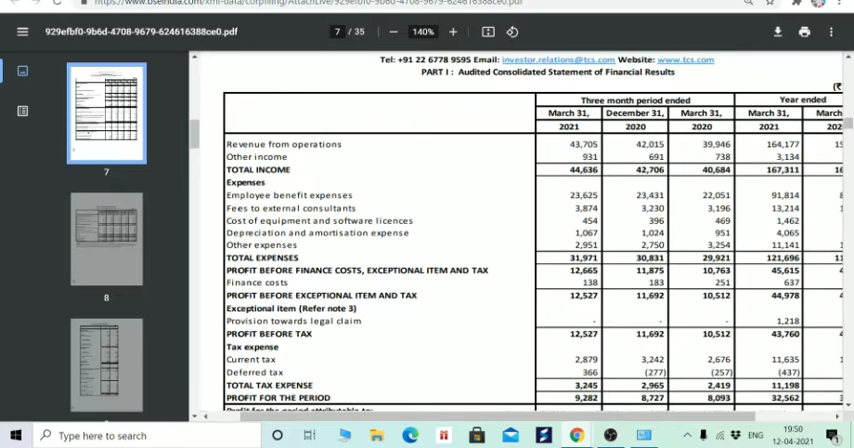 929efbf0-9b6d-4708-9679-624616388ce0.pdf
7 / 35
140%
Tel: +91 22 6778 9595 Email: investor.relations@tcs.com Website: www.tcs.com
PART I : Audited Consolidated Statement of Financial Results
(₹
Three month period ended Year ended
March 31, December 31, March 31, March 31, March
2021 2020 2020 2021 202
Revenue from operations 43,705 42,015 39,946 164,177 15
Other income 931 691 738 3,134
TOTAL INCOME 44,636 42,706 40,684 167,311 16
Expenses
Employee benefit expenses 23,625 23,431 22,051 91,814 8
Fees to external consultants 3,874 3,230 3,196 13,214 1
Cost of equipment and software licences 454 396 469 1,462
Depreciation and amortisation expense 1,067 1,024 951 4,065
Other expenses 2,951 2,750 3,254 11,141 1
TOTAL EXPENSES 31,971 30,831 29,921 121,696 11
PROFIT BEFORE FINANCE COSTS, EXCEPTIONAL ITEM AND TAX 12,665 11,875 10,763 45,615 4
Finance costs 138 183 251 637
PROFIT BEFORE EXCEPTIONAL ITEM AND TAX 12,527 11,692 10,512 44,978 4
Exceptional item (Refer note 3)
Provision towards legal claim - - - 1,218
PROFIT BEFORE TAX 12,527 11,692 10,512 43,760 4
Tax expense
Current tax 2,879 3,242 2,676 11,635 1
Deferred tax 366 (277) (257) (437)
TOTAL TAX EXPENSE 3,245 2,965 2,419 11,198
PROFIT FOR THE PERIOD 9,282 8,727 8,093 32,562 3
7
8
Type here to search
ENG
19:50
12-04-2021